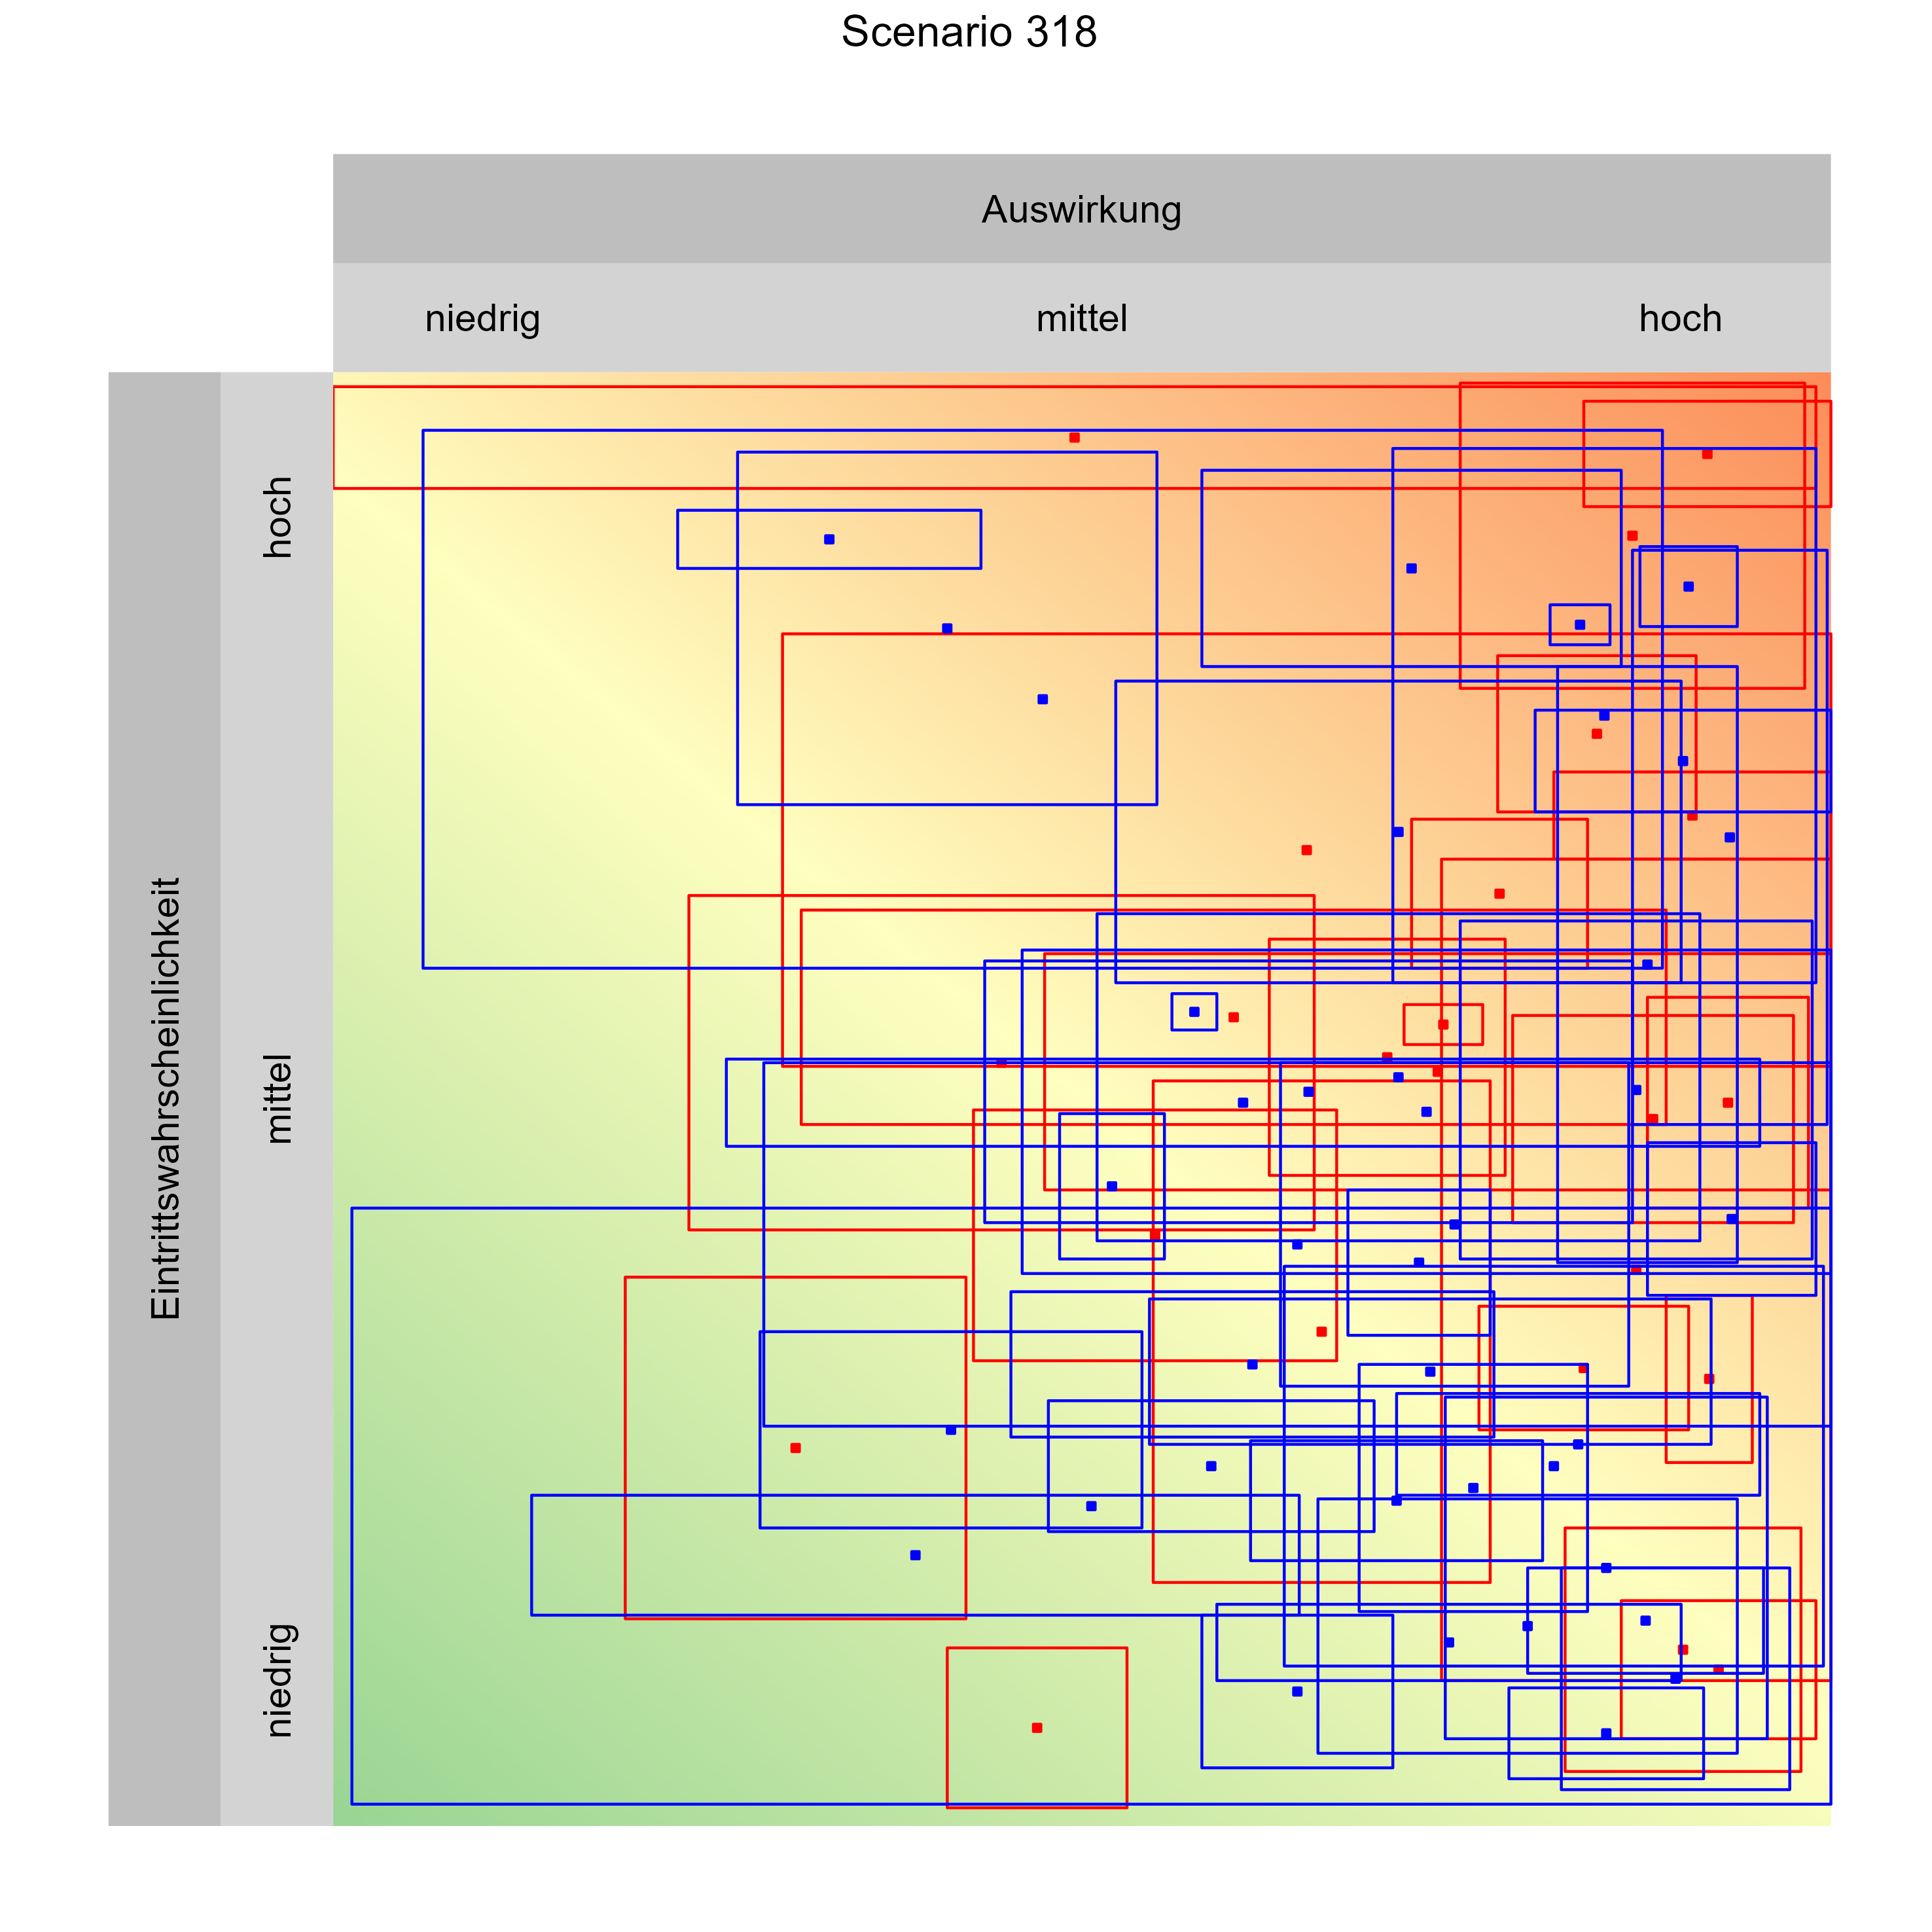 Scenario 318
Auswirkung
niedrig mittel hoch
Eintrittswahrscheinlichkeit
hoch
mittel
niedrig